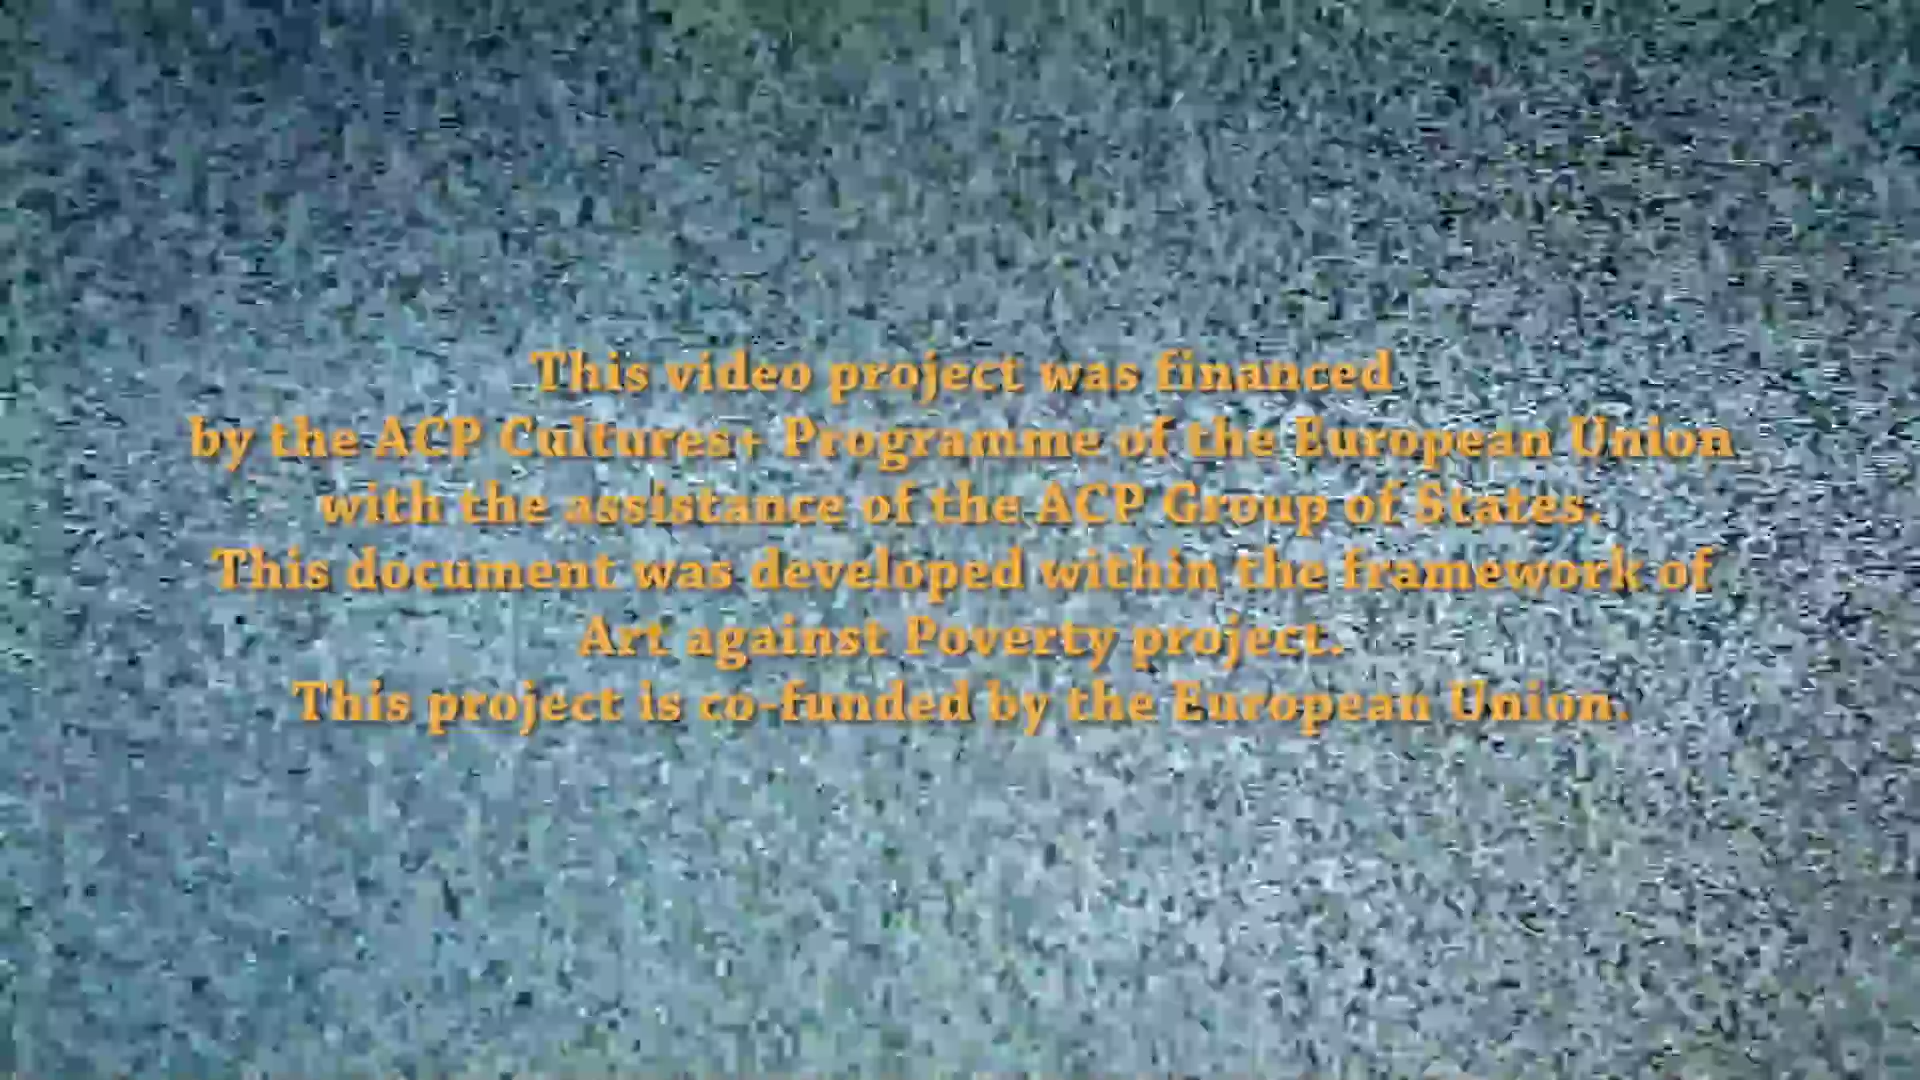 This video project was financed
by the ACP Cultures+ Programme of the European Union
with the assistance of the ACP Group of States.
This document was developed within the framework of
Art against Poverty project.
This project is co-funded by the European Union.